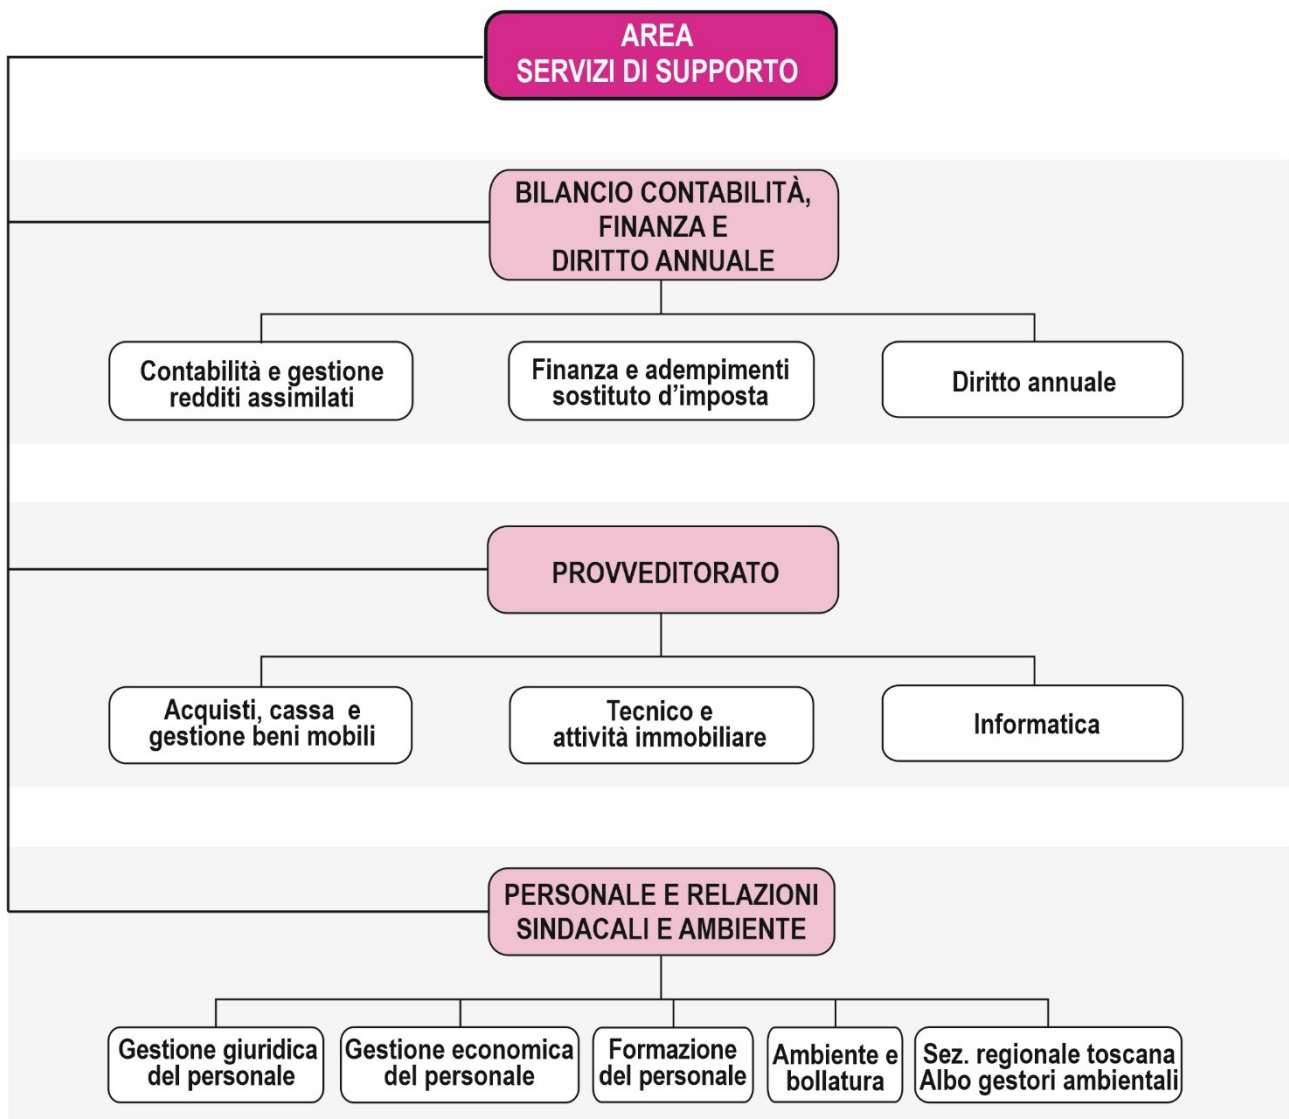 AREA
SERVIZI DI SUPPORTO
BILANCIO CONTABILITÀ,
FINANZA E
DIRITTO ANNUALE
Contabilità e gestione
redditi assimilati
Finanza e adempimenti
sostituto d'imposta
Diritto annuale
PROVVEDITORATO
Acquisti, cassa e
gestione beni mobili
Tecnico e
attività immobiliare
Informatica
PERSONALE E RELAZIONI
SINDACALI E AMBIENTE
Gestione giuridica
del personale
Gestione economica
del personale
Formazione
del personale
Ambiente e
bollatura
Sez. regionale toscana
Albo gestori ambientali